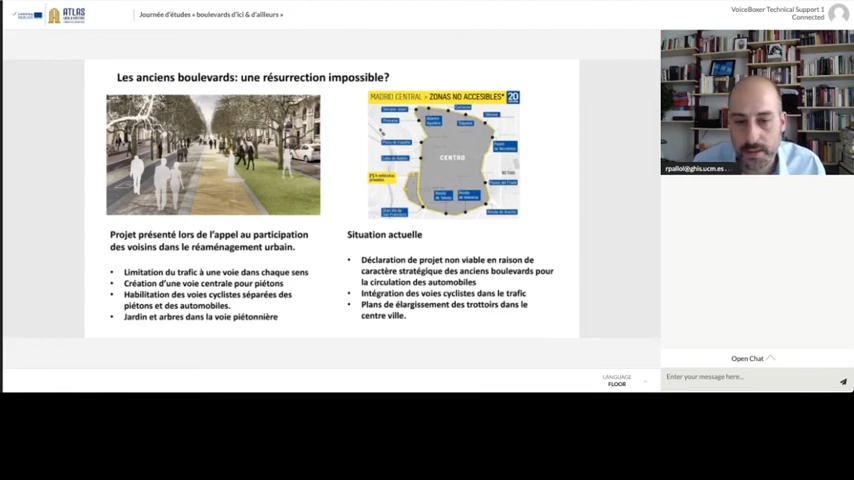 VoiceBoxer Technical Support 1
Connected
ATLAS
Journée d'études « boulevards d'ici & d'ailleurs »
Les anciens boulevards: une résurrection impossible?
MADRID CENTRAL > ZONAS NO ACCESIBLES*
20
CENTRO
rpallol@ghis.ucm.es
Projet présenté lors de l'appel au participation
des voisins dans le réaménagement urbain.
• Limitation du trafic à une voie dans chaque sens
• Création d'une voie centrale pour piétons
• Habilitation des voies cyclistes séparées des
piétons et des automobiles.
• Jardin et arbres dans la voie piétonnière
Situation actuelle
• Déclaration de projet non viable en raison de
caractère stratégique des anciens boulevards pour
la circulation des automobiles
• Intégration des voies cyclistes dans le trafic
• Plans de élargissement des trottoirs dans le
centre ville.
Open Chat
LANGUAGE
FLOOR
Enter your message here...